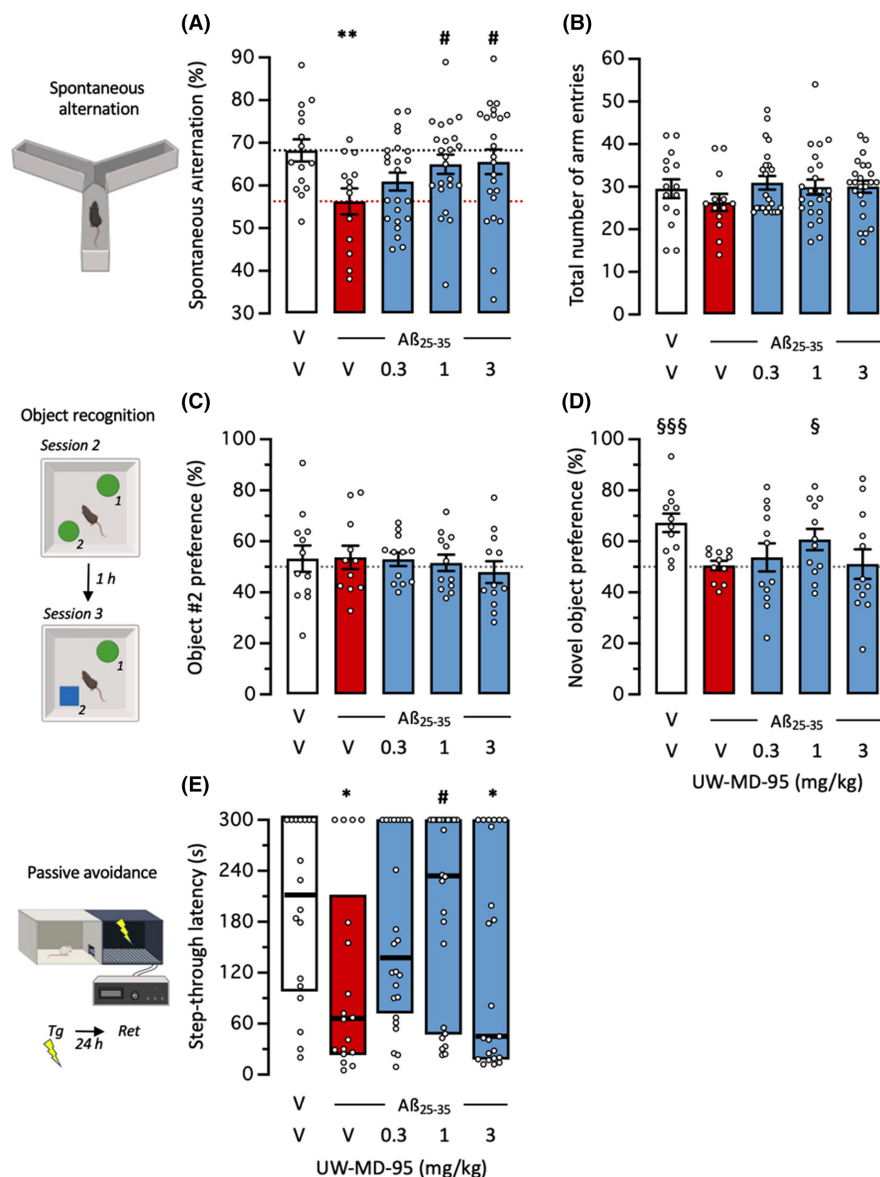 (A)
** # #
Spontaneous
alternation
Spontaneous Alternation (%)
90
80
70
60
50
40
30
V Aß25-35
V V 0.3 1 3
(B)
Total number of arm entries
60
50
40
30
20
10
0
V Aß25-35
V V 0.3 1 3
Object recognition
Session 2
1
2
1 h
Session 3
1
2
(C)
Object #2 preference (%)
100
80
60
40
20
0
V Aß25-35
V V 0.3 1 3
(D)
§§§ §
Novel object preference (%)
100
80
60
40
20
0
V Aß25-35
V V 0.3 1 3
UW-MD-95 (mg/kg)
(E)
* # *
Passive avoidance
Tg Ret
24 h
Step-through latency (s)
300
240
180
120
60
0
V Aß25-35
V V 0.3 1 3
UW-MD-95 (mg/kg)